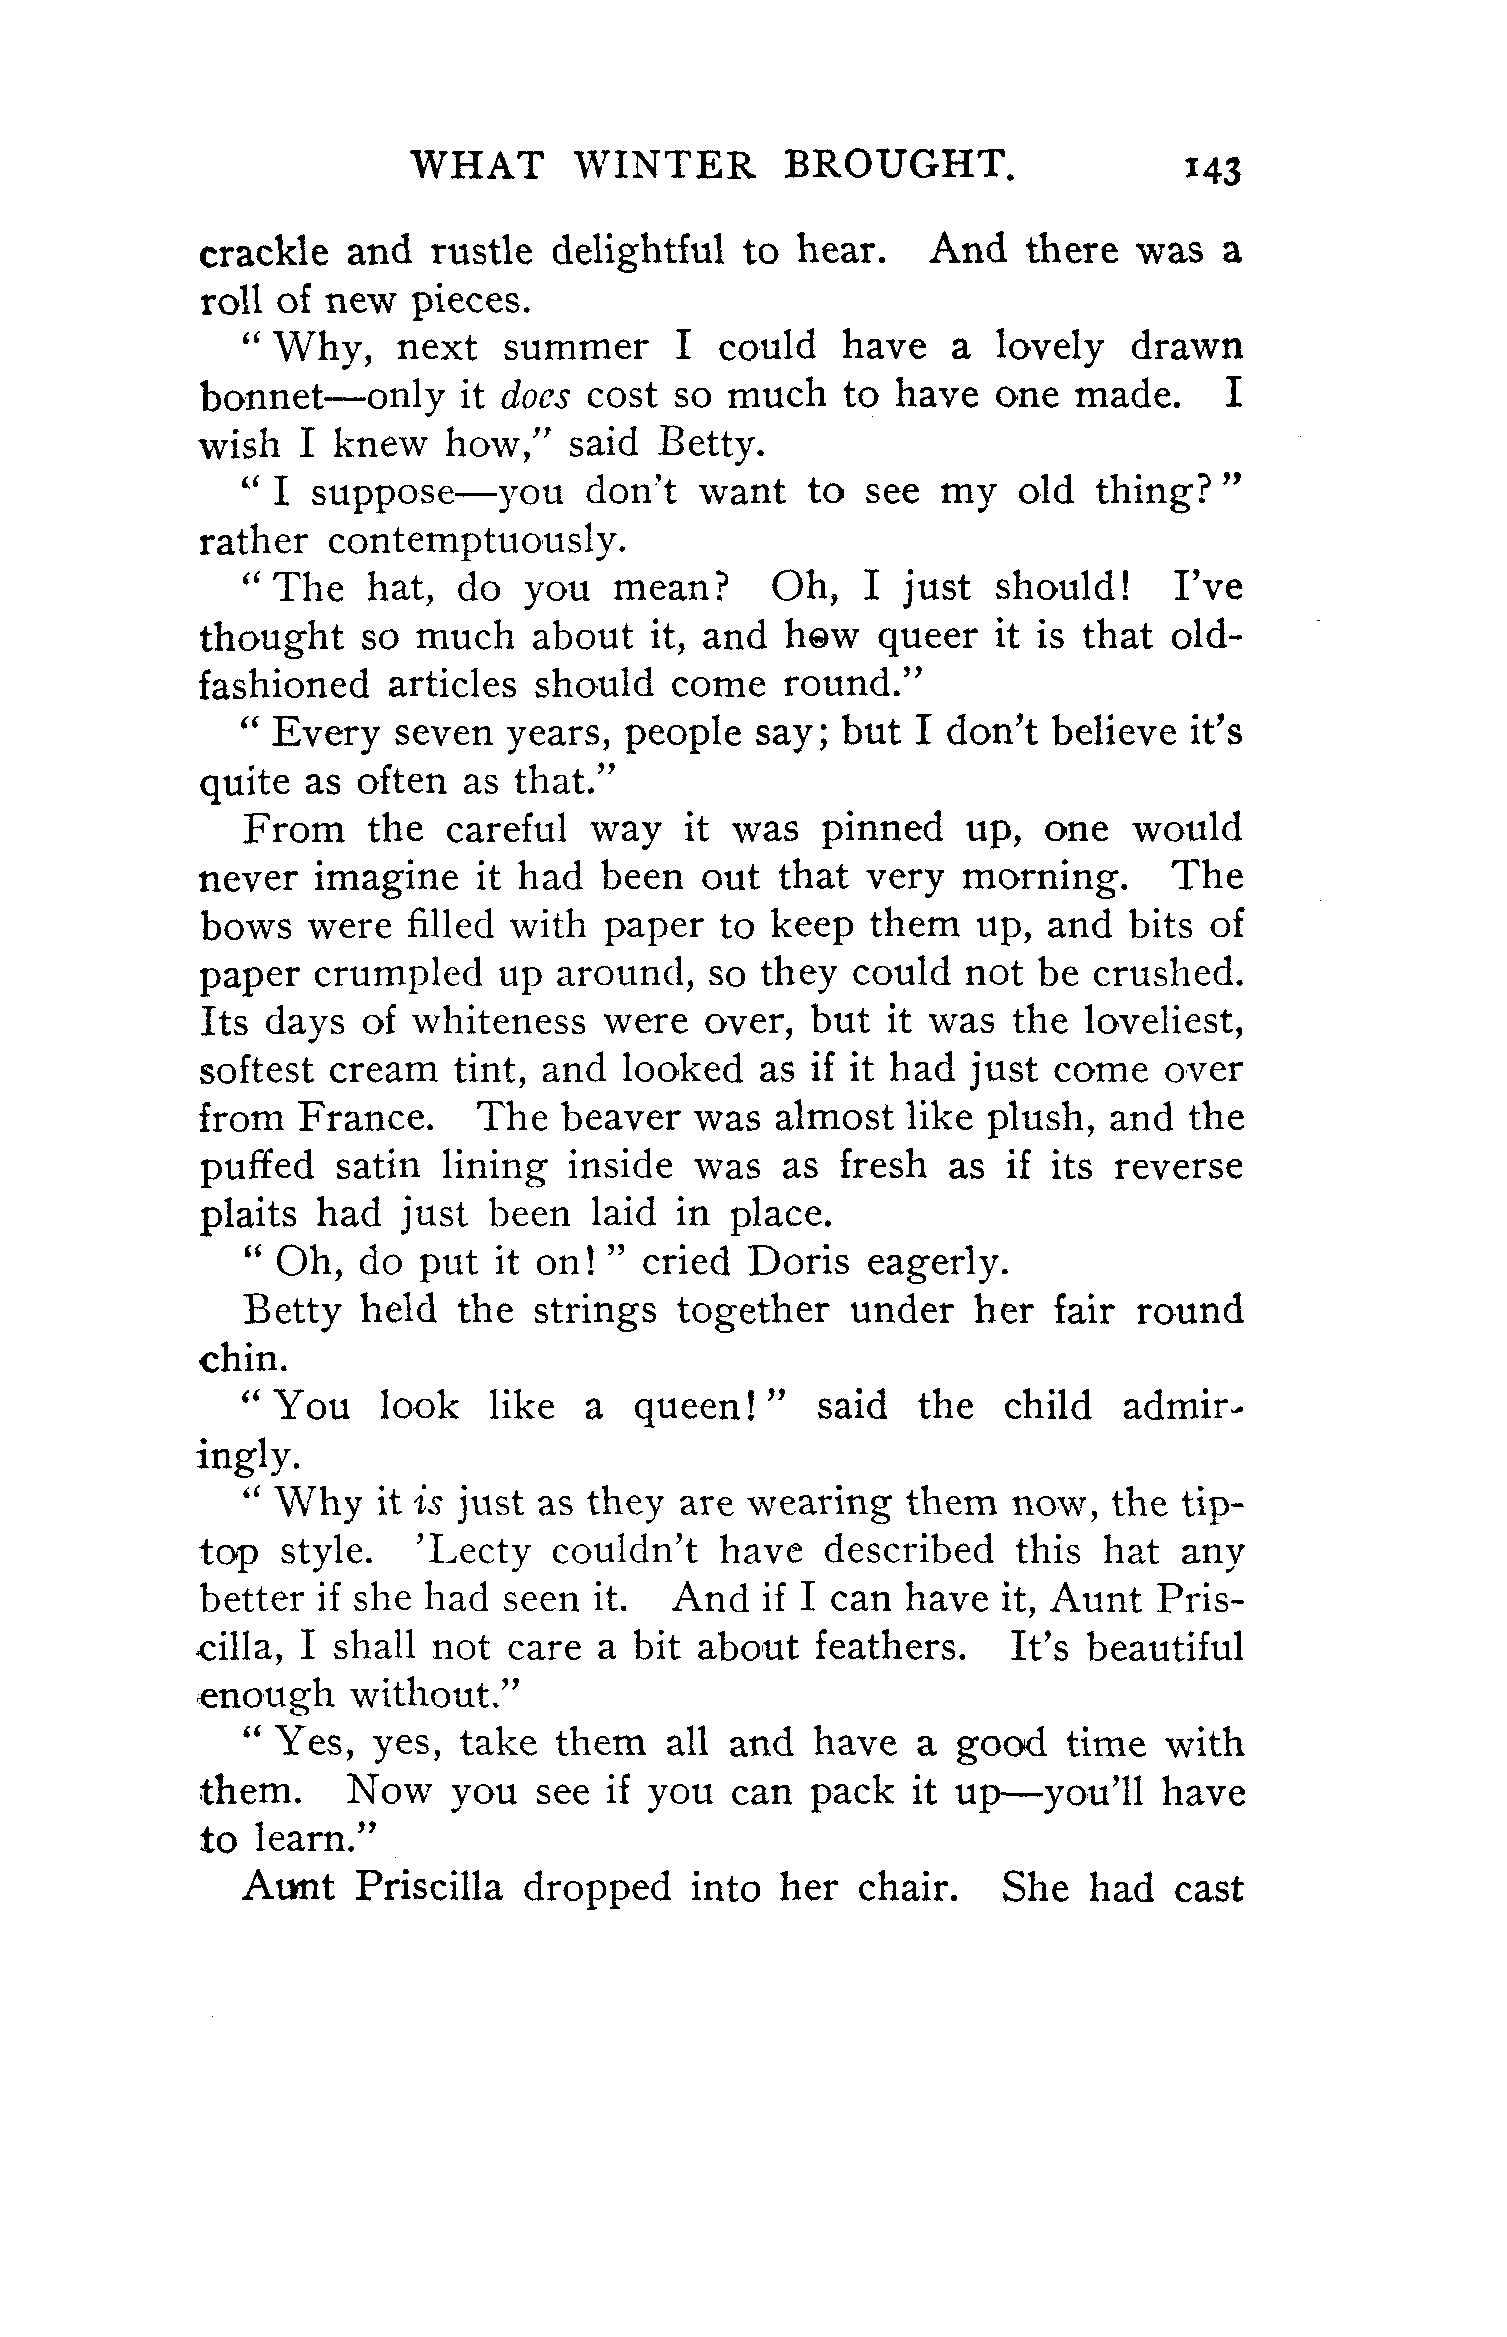 WHAT WINTER BROUGHT. 143
crackle and rustle delightful to hear. And there was a
roll of new pieces.
“ Why, next summer I could have a lovely drawn
bonnet—only it does cost so much to have one made. I
wish I knew how,” said Betty.
“ I suppose—you don’t want to see my old thing? ”
rather contemptuously.
“ The hat, do you mean? Oh, I just should! I’ve
thought so much about it, and how queer it is that old-
fashioned articles should come round.”
“ Every seven years, people say; but I don’t believe it’s
quite as often as that.”
From the careful way it was pinned up, one would
never imagine it had been out that very morning. The
bows were filled with paper to keep them up, and bits of
paper crumpled up around, so they could not be crushed.
Its days of whiteness were over, but it was the loveliest,
softest cream tint, and looked as if it had just come over
from France. The beaver was almost like plush, and the
puffed satin lining inside was as fresh as if its reverse
plaits had just been laid in place.
“ Oh, do put it on! ” cried Doris eagerly.
Betty held the strings together under her fair round
chin.
“ You look like a queen! ” said the child admir-
ingly.
“ Why it is just as they are wearing them now, the tip-
top style. ’Lecty couldn’t have described this hat any
better if she had seen it. And if I can have it, Aunt Pris-
cilla, I shall not care a bit about feathers. It’s beautiful
enough without.”
“ Yes, yes, take them all and have a good time with
them. Now you see if you can pack it up—you’ll have
to learn.”
Aunt Priscilla dropped into her chair. She had cast